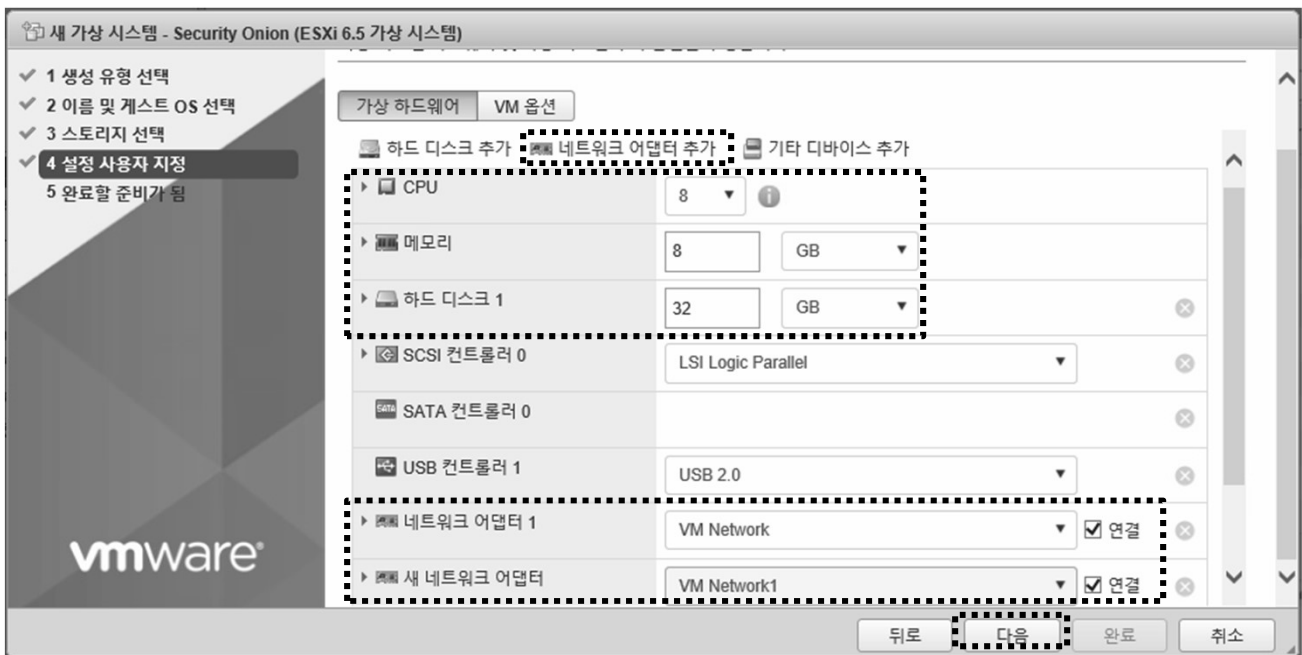 새 가상 시스템 - Security Onion (ESXi 6.5 가상 시스템)
1 생성 유형 선택
2 이름 및 게스트 OS 선택
3 스토리지 선택
4 설정 사용자 지정
5 완료할 준비가 됨
vmware
가상 하드웨어 VM 옵션
하드 디스크 추가 네트워크 어댑터 추가 기타 디바이스 추가
CPU 8
메모리 8 GB
하드 디스크 1 32 GB
SCSI 컨트롤러 0 LSI Logic Parallel
SATA 컨트롤러 0
USB 컨트롤러 1 USB 2.0
네트워크 어댑터 1 VM Network 연결
새 네트워크 어댑터 VM Network1 연결
뒤로 다음 완료 취소